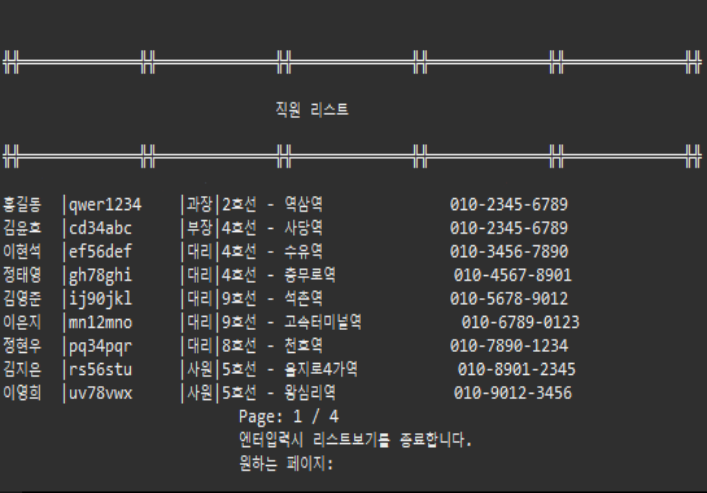 ╬╬═══════════════╬╬═══════════════╬╬═══════════════╬╬═══════════════╬╬═══════════════╬╬
직원 리스트
╬╬═══════════════╬╬═══════════════╬╬═══════════════╬╬═══════════════╬╬═══════════════╬╬
홍길동 |qwer1234 |과장|2호선 - 역삼역 010-2345-6789
김윤호 |cd34abc |부장|4호선 - 사당역 010-2345-6789
이현석 |ef56def |대리|4호선 - 수유역 010-3456-7890
정태영 |gh78ghi |대리|4호선 - 충무로역 010-4567-8901
김영준 |ij90jkl |대리|9호선 - 석촌역 010-5678-9012
이은지 |mn12mno |대리|9호선 - 고속터미널역 010-6789-0123
정현우 |pq34pqr |대리|8호선 - 천호역 010-7890-1234
김지은 |rs56stu |사원|5호선 - 을지로4가역 010-8901-2345
이영희 |uv78vwx |사원|5호선 - 왕심리역 010-9012-3456
Page: 1 / 4
엔터입력시 리스트보기를 종료합니다.
원하는 페이지: